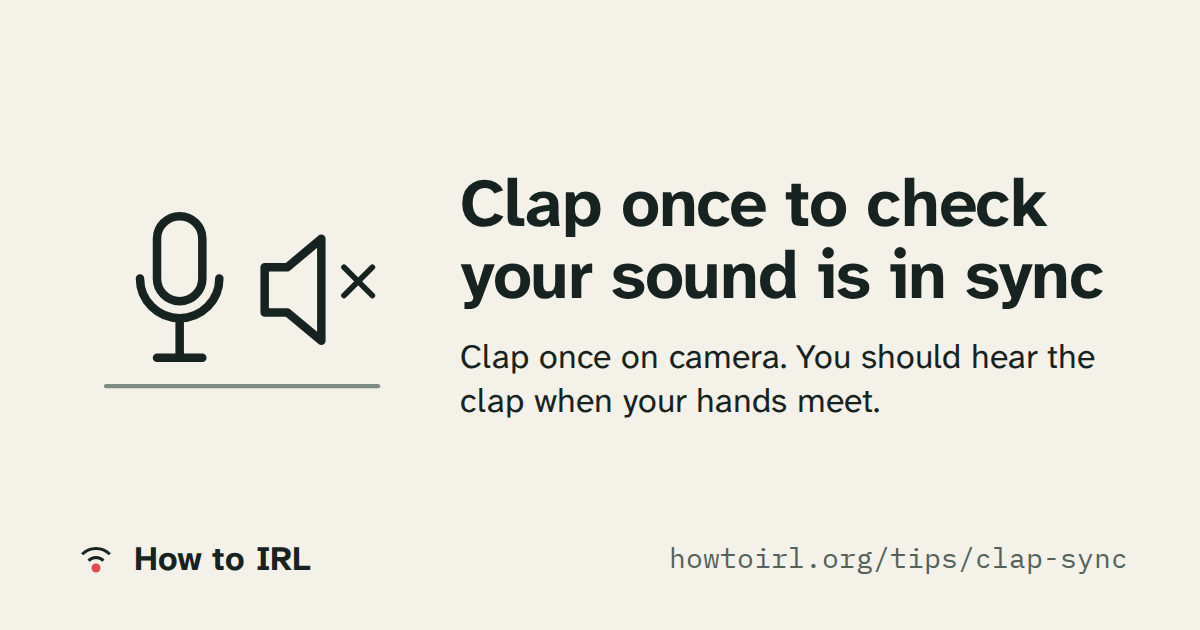 Clap once to check
your sound is in sync
Clap once on camera. You should hear the
clap when your hands meet.
How to IRL
howtoirl.org/tips/clap-sync